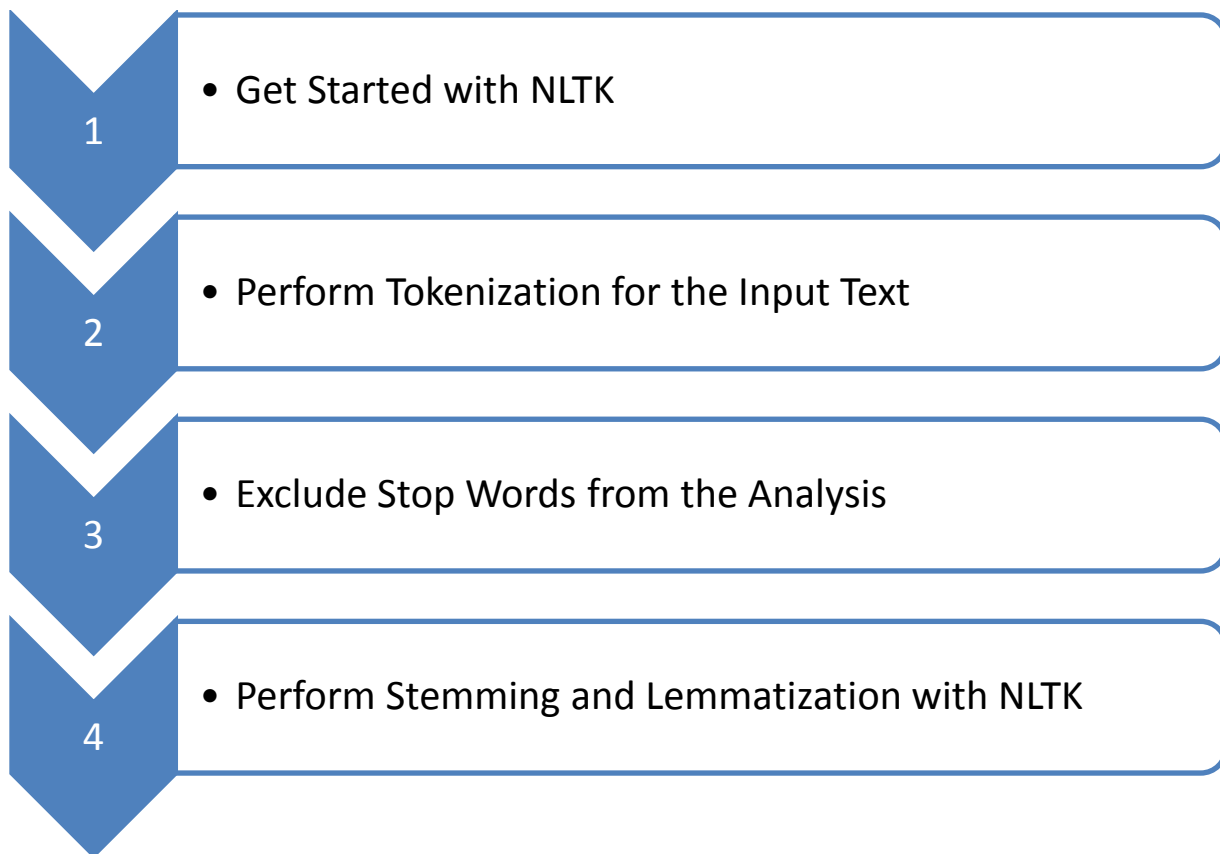 1
• Get Started with NLTK
2
• Perform Tokenization for the Input Text
3
• Exclude Stop Words from the Analysis
4
• Perform Stemming and Lemmatization with NLTK